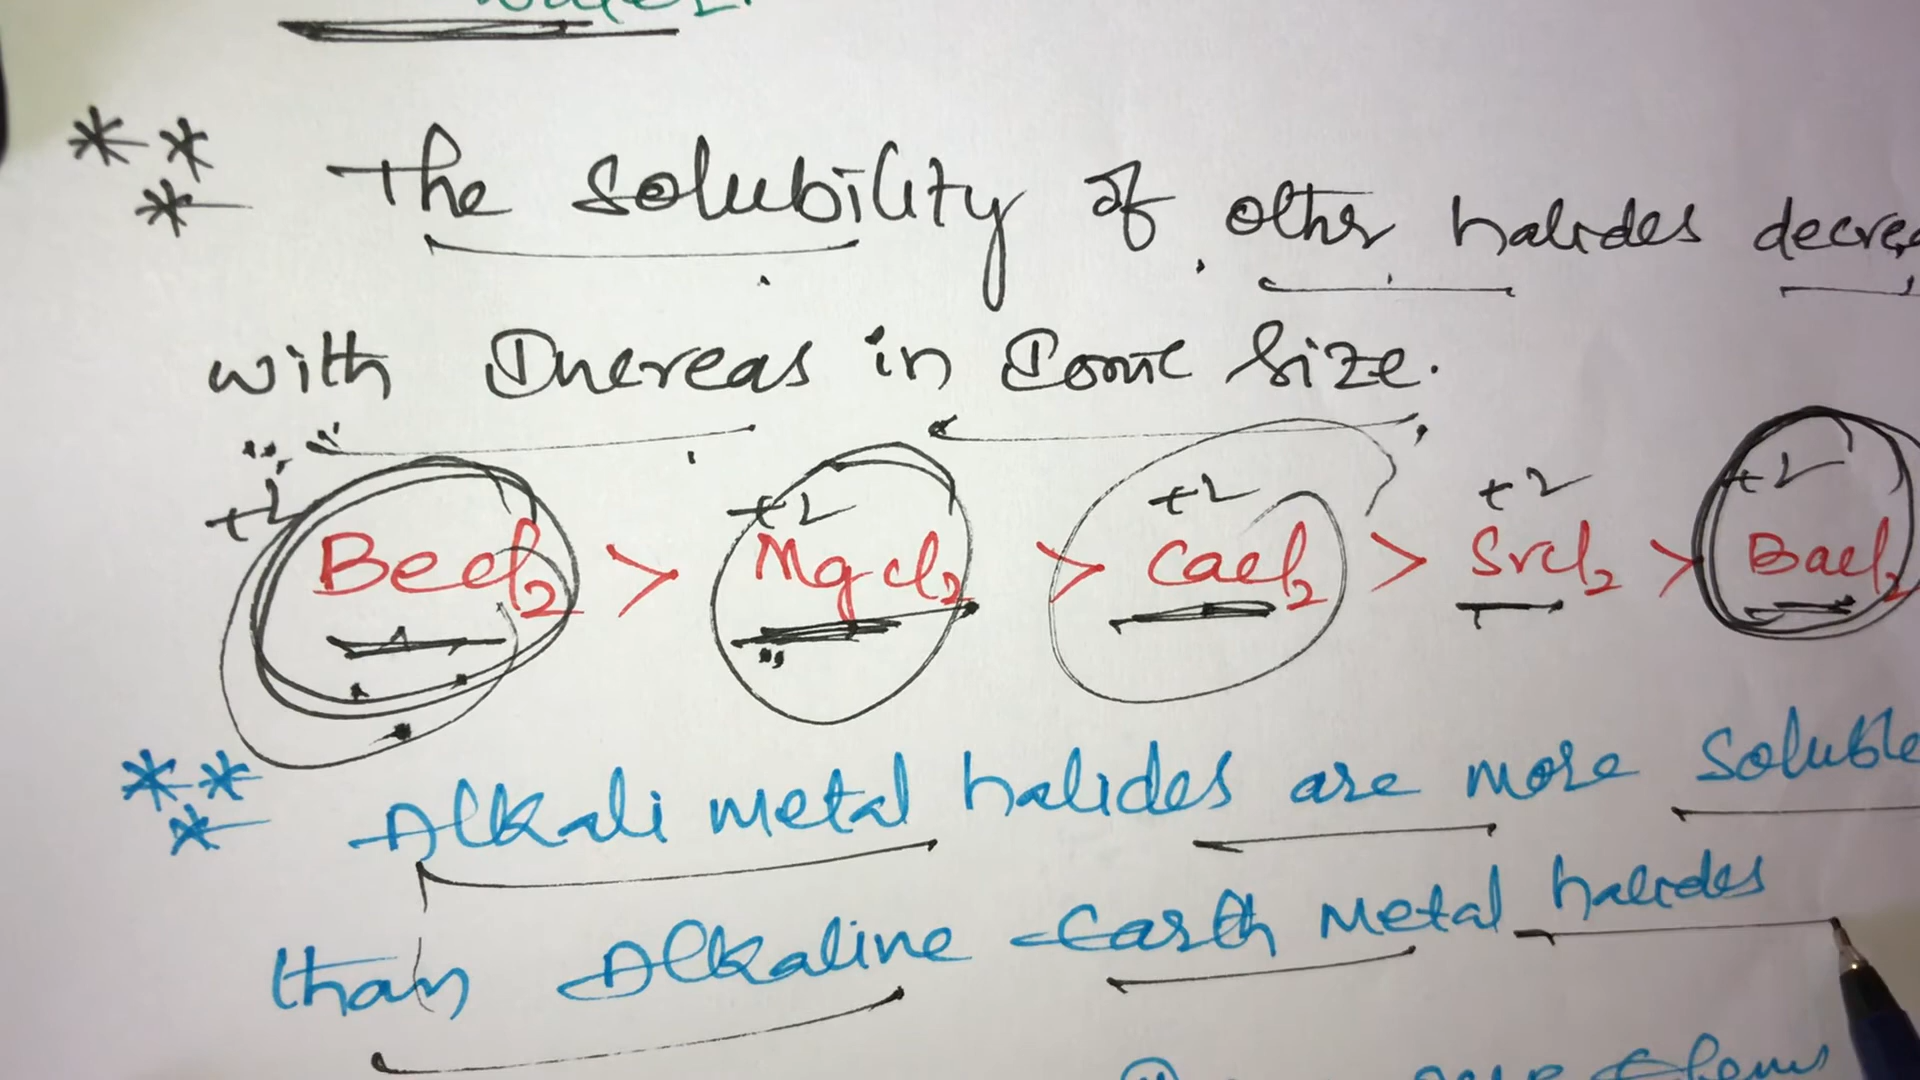 The solubility of other halides decrea
with Increas in Ionic Size.
+2 +2 +2 +2 +2
Becl2 > Mgcl2 > cacl2 > Srcl2 > Bacl2
Alkali metal halides are more soluble
than Alkaline Earth Metal halides